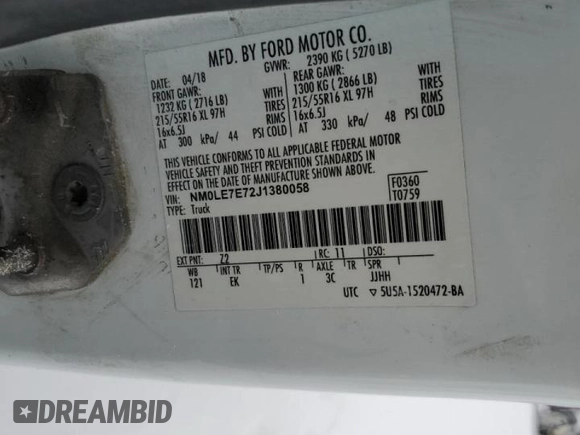 MFD. BY FORD MOTOR CO.
DATE: 04/18 GVWR: 2390 KG ( 5270 LB)
FRONT GAWR: REAR GAWR:
1232 KG ( 2716 LB) WITH 1300 KG ( 2866 LB) WITH
215/55R16 XL 97H TIRES 215/55R16 XL 97H TIRES
16x6.5J RIMS 16x6.5J RIMS
AT 300 kPa/ 44 PSI COLD AT 330 kPa/ 48 PSI COLD
THIS VEHICLE CONFORMS TO ALL APPLICABLE FEDERAL MOTOR
VEHICLE SAFETY AND THEFT PREVENTION STANDARDS IN
EFFECT ON THE DATE OF MANUFACTURE SHOWN ABOVE.
VIN: NM0LE7E72J1380058 F0360
TYPE: Truck T0759
EXT PNT: Z2 RC: 11 DSO:
WB INT TR TP/PS R AXLE TR SPR
121 EK 1 3C JJHH
UTC ▽ 5U5A-1520472-BA
DREAMBID